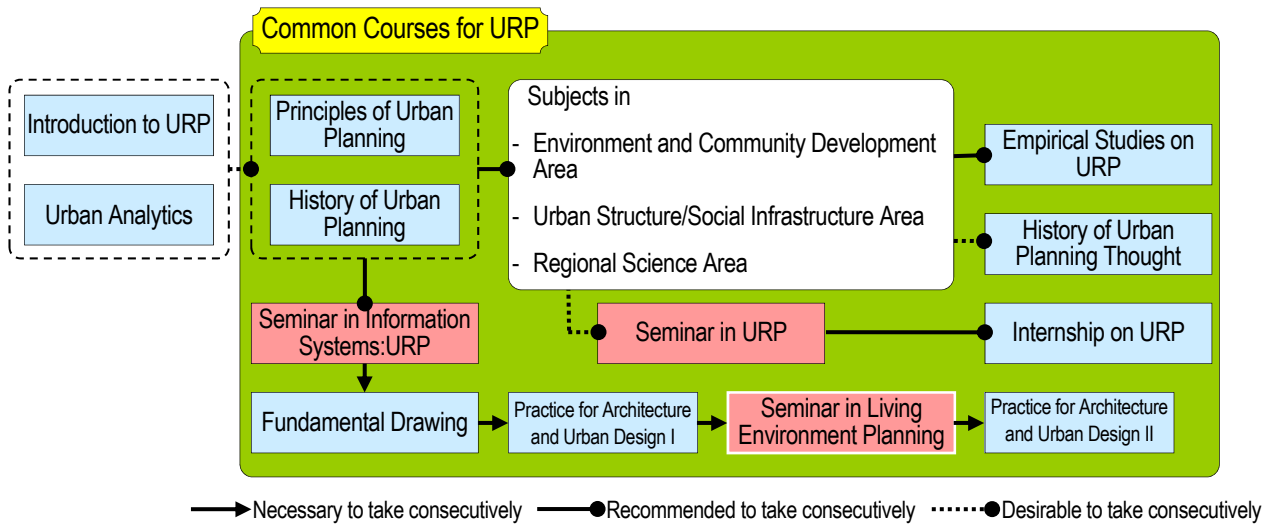 Common Courses for URP
Introduction to URP
Urban Analytics
Principles of Urban
Planning
History of Urban
Planning
Subjects in
- Environment and Community Development
Area
- Urban Structure/Social Infrastructure Area
- Regional Science Area
Empirical Studies on
URP
History of Urban
Planning Thought
Seminar in Information
Systems:URP
Seminar in URP
Internship on URP
Fundamental Drawing
Practice for Architecture
and Urban Design I
Seminar in Living
Environment Planning
Practice for Architecture
and Urban Design II
Necessary to take consecutively
Recommended to take consecutively
Desirable to take consecutively